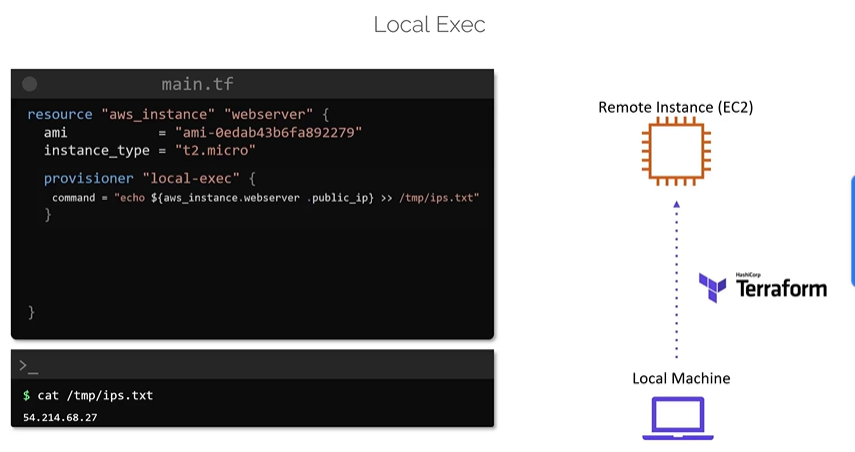 Local Exec
main.tf
resource "aws_instance" "webserver" {
ami = "ami-0edab43b6fa892279"
instance_type = "t2.micro"
provisioner "local-exec" {
command = "echo ${aws_instance.webserver .public_ip} >> /tmp/ips.txt"
}
}
>_
$ cat /tmp/ips.txt
54.214.68.27
Remote Instance (EC2)
HashiCorp
Terraform
Local Machine